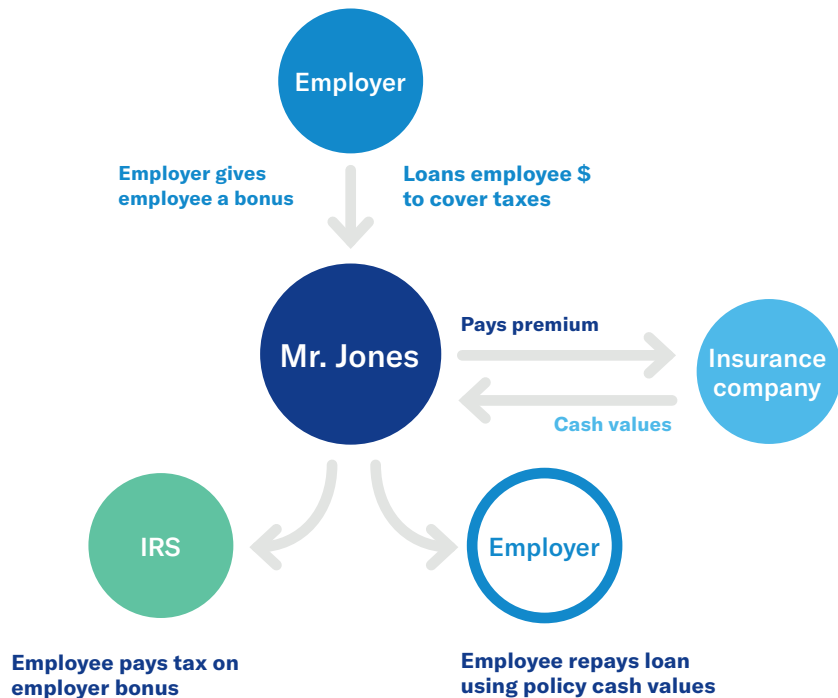 Employer
Employer gives
employee a bonus
Loans employee $
to cover taxes
Mr. Jones
Pays premium
Insurance
company
Cash values
IRS
Employer
Employee pays tax on
employer bonus
Employee repays loan
using policy cash values